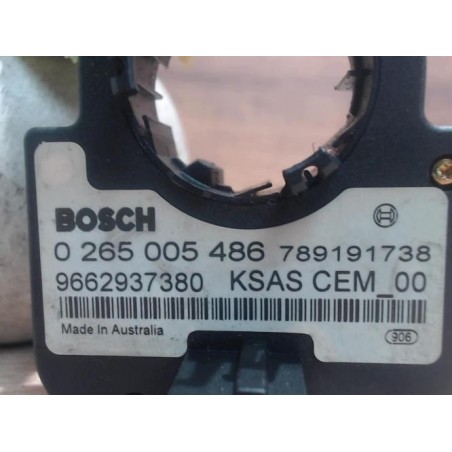 BOSCH
0 265 005 486 789191738
9662937380 KSAS CEM_00
Made In Australia
906